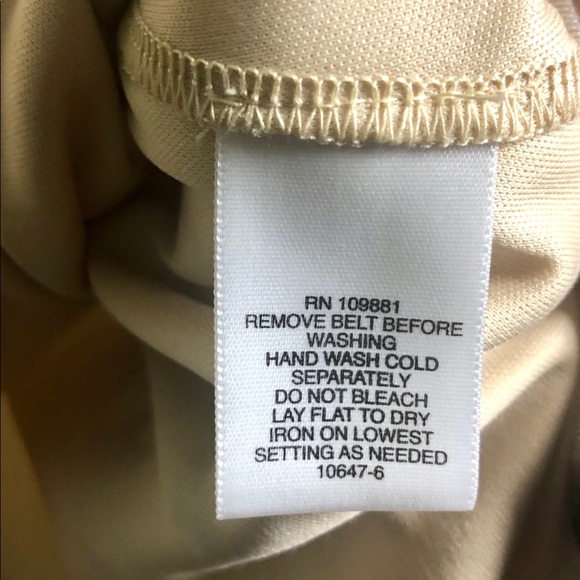 RN 109881
REMOVE BELT BEFORE
WASHING
HAND WASH COLD
SEPARATELY
DO NOT BLEACH
LAY FLAT TO DRY
IRON ON LOWEST
SETTING AS NEEDED
10647-6